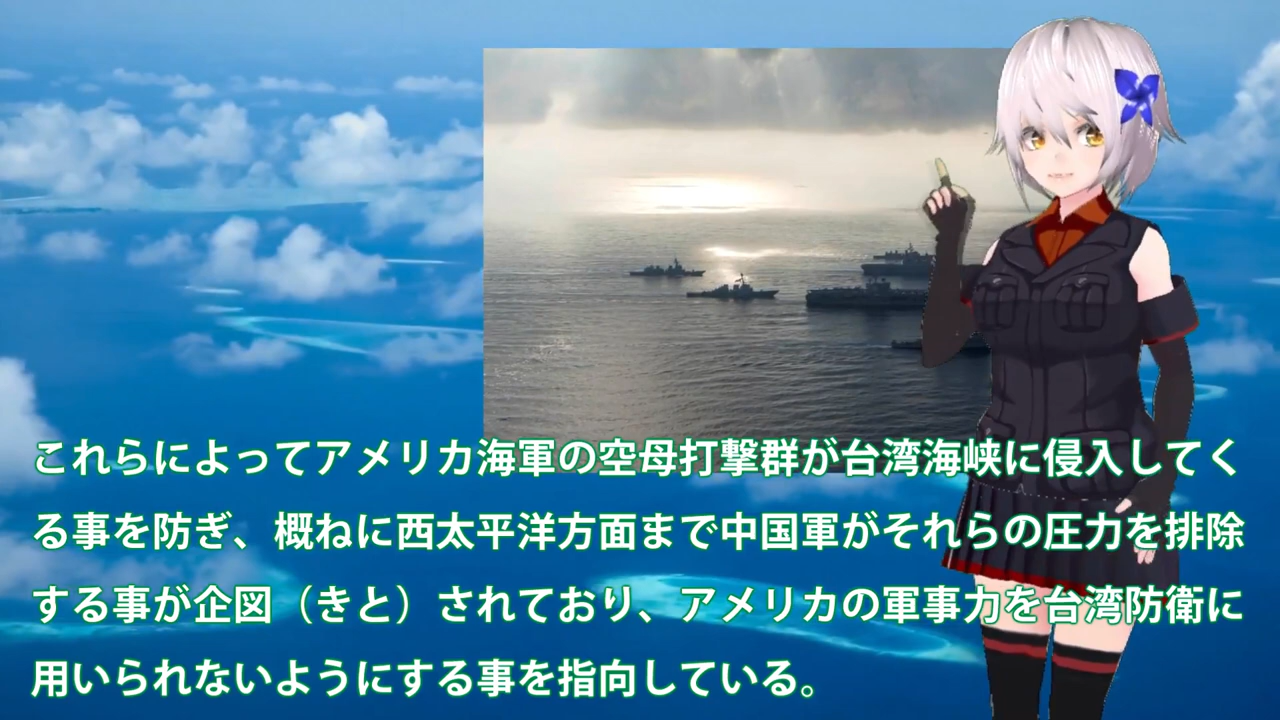 これらによってアメリカ海軍の空母打撃群が台湾海峡に侵入してく
る事を防ぎ、概ねに西太平洋方面まで中国軍がそれらの圧力を排除
する事が企図（きと）されており、アメリカの軍事力を台湾防衛に
用いられないようにする事を指向している。